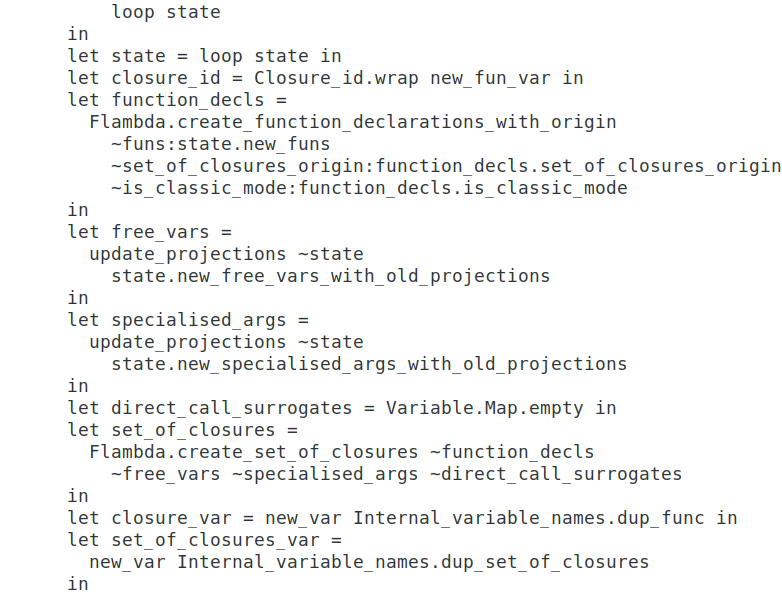 loop state
in
let state = loop state in
let closure_id = Closure_id.wrap new_fun_var in
let function_decls =
Flambda.create_function_declarations_with_origin
~funs:state.new_funs
~set_of_closures_origin:function_decls.set_of_closures_origin
~is_classic_mode:function_decls.is_classic_mode
in
let free_vars =
update_projections ~state
state.new_free_vars_with_old_projections
in
let specialised_args =
update_projections ~state
state.new_specialised_args_with_old_projections
in
let direct_call_surrogates = Variable.Map.empty in
let set_of_closures =
Flambda.create_set_of_closures ~function_decls
~free_vars ~specialised_args ~direct_call_surrogates
in
let closure_var = new_var Internal_variable_names.dup_func in
let set_of_closures_var =
new_var Internal_variable_names.dup_set_of_closures
in